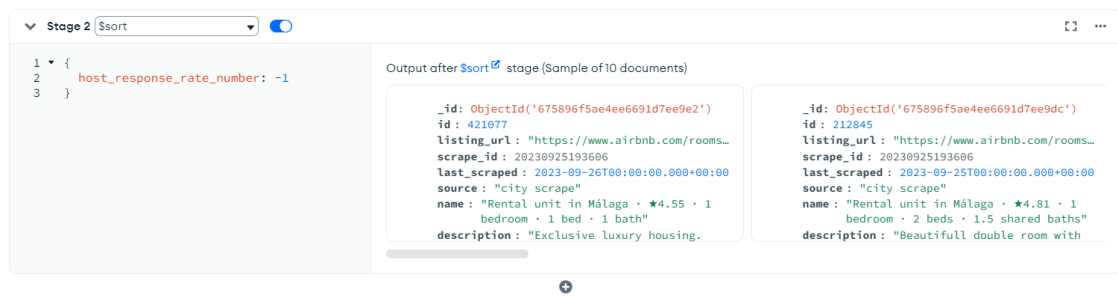 Stage 2 $sort
1 {
2 host_response_rate_number: -1
3 }
Output after $sort stage (Sample of 10 documents)
_id: ObjectId('675896f5ae4ee6691d7ee9e2')
id : 421077
listing_url : "https://www.airbnb.com/rooms…
scrape_id : 20230925193606
last_scraped : 2023-09-26T00:00:00.000+00:00
source : "city scrape"
name : "Rental unit in Málaga · ★4.55 · 1
bedroom · 1 bed · 1 bath"
description : "Exclusive luxury housing.
_id: ObjectId('675896f5ae4ee6691d7ee9dc')
id : 212845
listing_url : "https://www.airbnb.com/rooms…
scrape_id : 20230925193606
last_scraped : 2023-09-25T00:00:00.000+00:00
source : "city scrape"
name : "Rental unit in Málaga · ★4.81 · 1
bedroom · 2 beds · 1.5 shared baths"
description : "Beautifull double room with